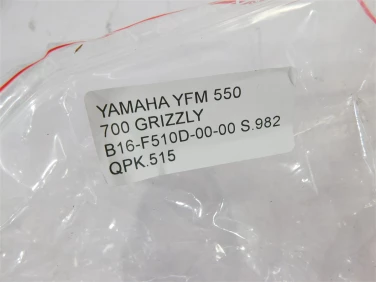 YAMAHA YFM 550
700 GRIZZLY
B16-F510D-00-00 S.982
QPK.515